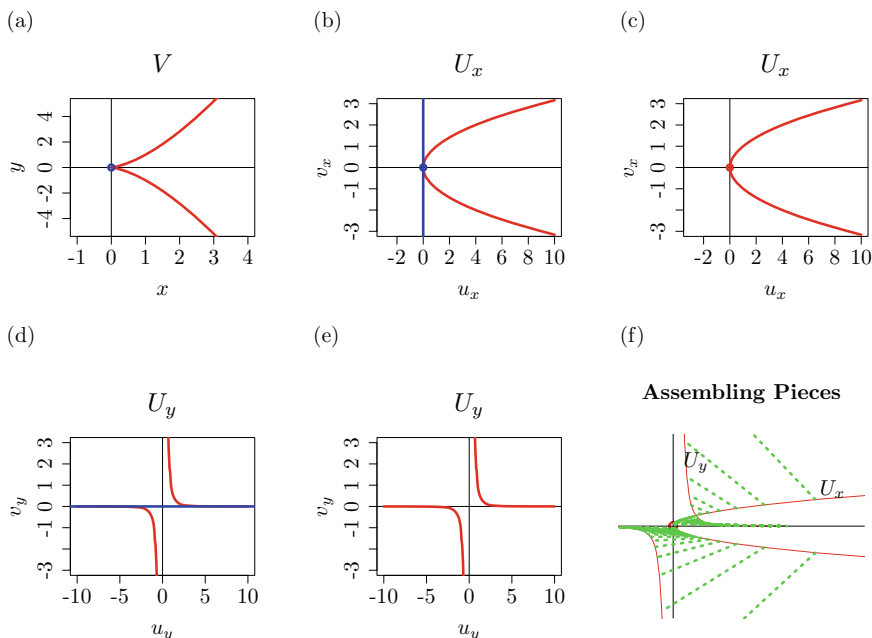 (a)
V
4
2
0
-2
-4
y
-1 0 1 2 3 4
x
(b)
U_x
3
2
1
0
-1
-3
v_x
-2 0 2 4 6 8 10
u_x
(c)
U_x
3
2
1
0
-1
-3
v_x
-2 0 2 4 6 8 10
u_x
(d)
U_y
3
2
1
0
-1
-3
v_y
-10 -5 0 5 10
u_y
(e)
U_y
3
2
1
0
-1
-3
v_y
-10 -5 0 5 10
u_y
(f)
Assembling Pieces
U_y
U_x